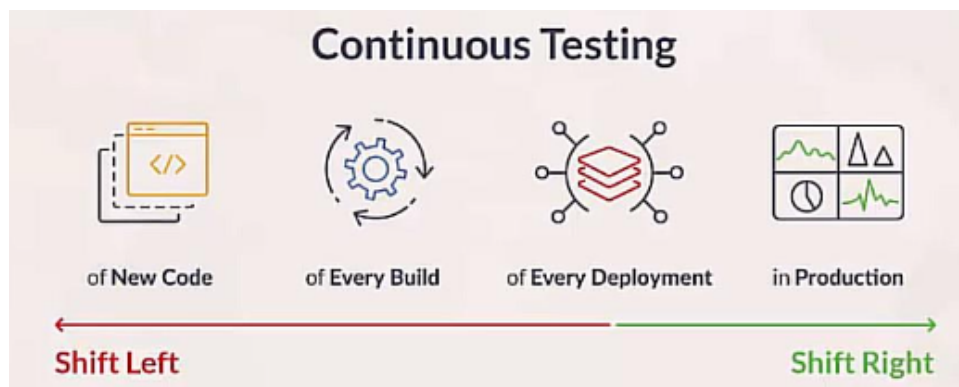 Continuous Testing
</>
of New Code
of Every Build
of Every Deployment
in Production
Shift Left
Shift Right